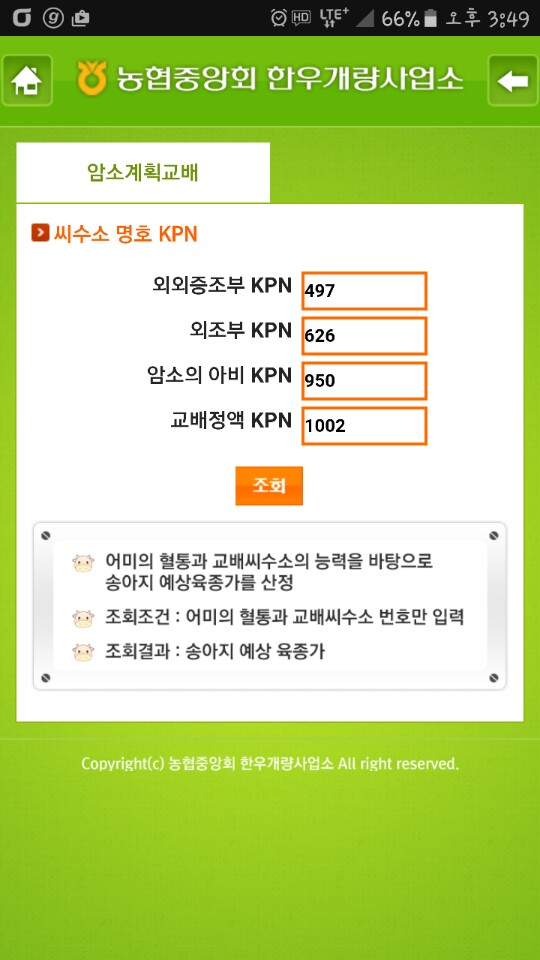 HD LTE+ 66% 오후 3:49
농협중앙회 한우개량사업소
암소계획교배
씨수소 명호 KPN
외외증조부 KPN 497
외조부 KPN 626
암소의 아비 KPN 950
교배정액 KPN 1002
조회
어미의 혈통과 교배씨수소의 능력을 바탕으로
송아지 예상육종가를 산정
조회조건 : 어미의 혈통과 교배씨수소 번호만 입력
조회결과 : 송아지 예상 육종가
Copyright(c) 농협중앙회 한우개량사업소 All right reserved.